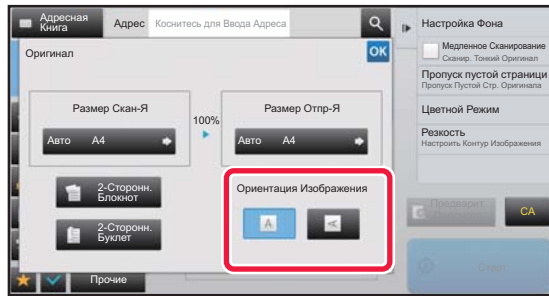 Адресная
Книга
Адрес
Коснитесь для Ввода Адреса
Оригинал
OK
Размер Скан-Я
Авто A4
100%
Размер Отпр-Я
Авто A4
2-Сторонн.
Блокнот
2-Сторонн.
Буклет
Ориентация Изображения
A
A
Прочие
Настройка Фона
Медленное Сканирование
Сканир. Тонкий Оригинал
Пропуск пустой страници
Пропуск Пустой Стр. Оригинала
Цветной Режим
Резкость
Настроить Контур Изображения
Предварит.
CA
Старт